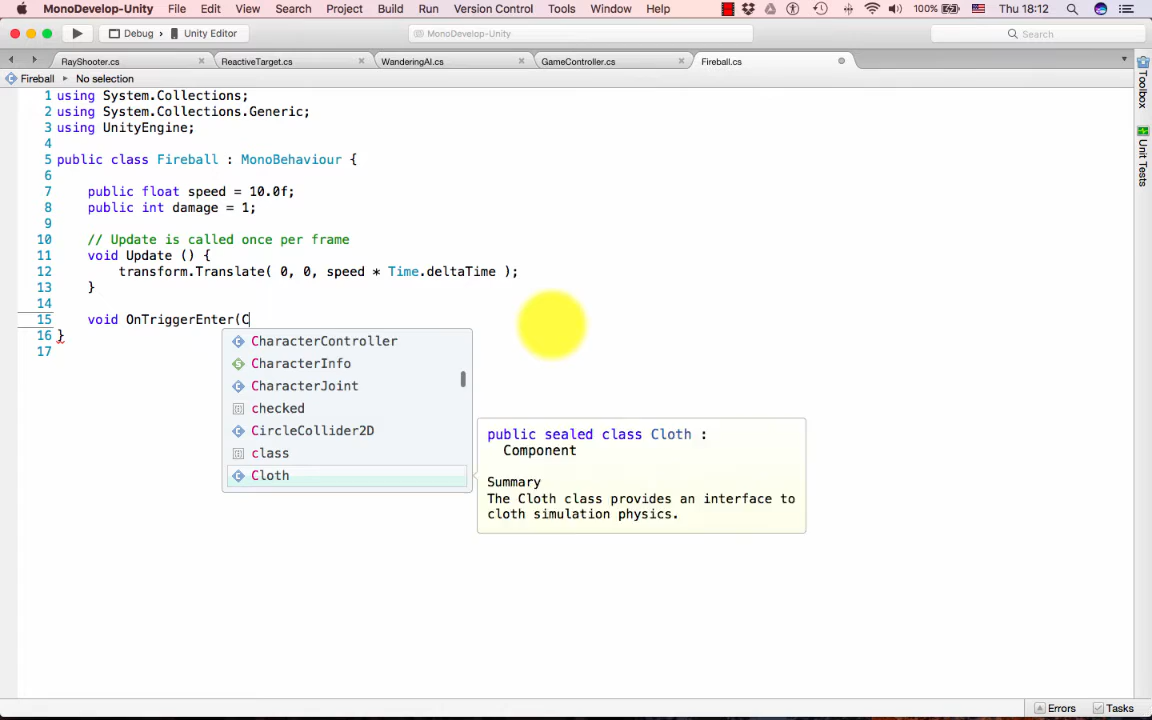 MonoDevelop-Unity File Edit View Search Project Build Run Version Control Tools Window Help 100% Thu 18:12
Debug › Unity Editor MonoDevelop-Unity Search
RayShooter.cs × ReactiveTarget.cs × WanderingAI.cs × GameController.cs × Fireball.cs
Fireball ▸ No selection
1 using System.Collections;
2 using System.Collections.Generic;
3 using UnityEngine;
4
5 public class Fireball : MonoBehaviour {
6
7 public float speed = 10.0f;
8 public int damage = 1;
9
10 // Update is called once per frame
11 void Update () {
12 transform.Translate( 0, 0, speed * Time.deltaTime );
13 }
14
15 void OnTriggerEnter(C
16 }
17
CharacterController
CharacterInfo
CharacterJoint
checked
CircleCollider2D
class
Cloth
public sealed class Cloth :
Component
Summary
The Cloth class provides an interface to
cloth simulation physics.
Toolbox
Unit Tests
Errors Tasks